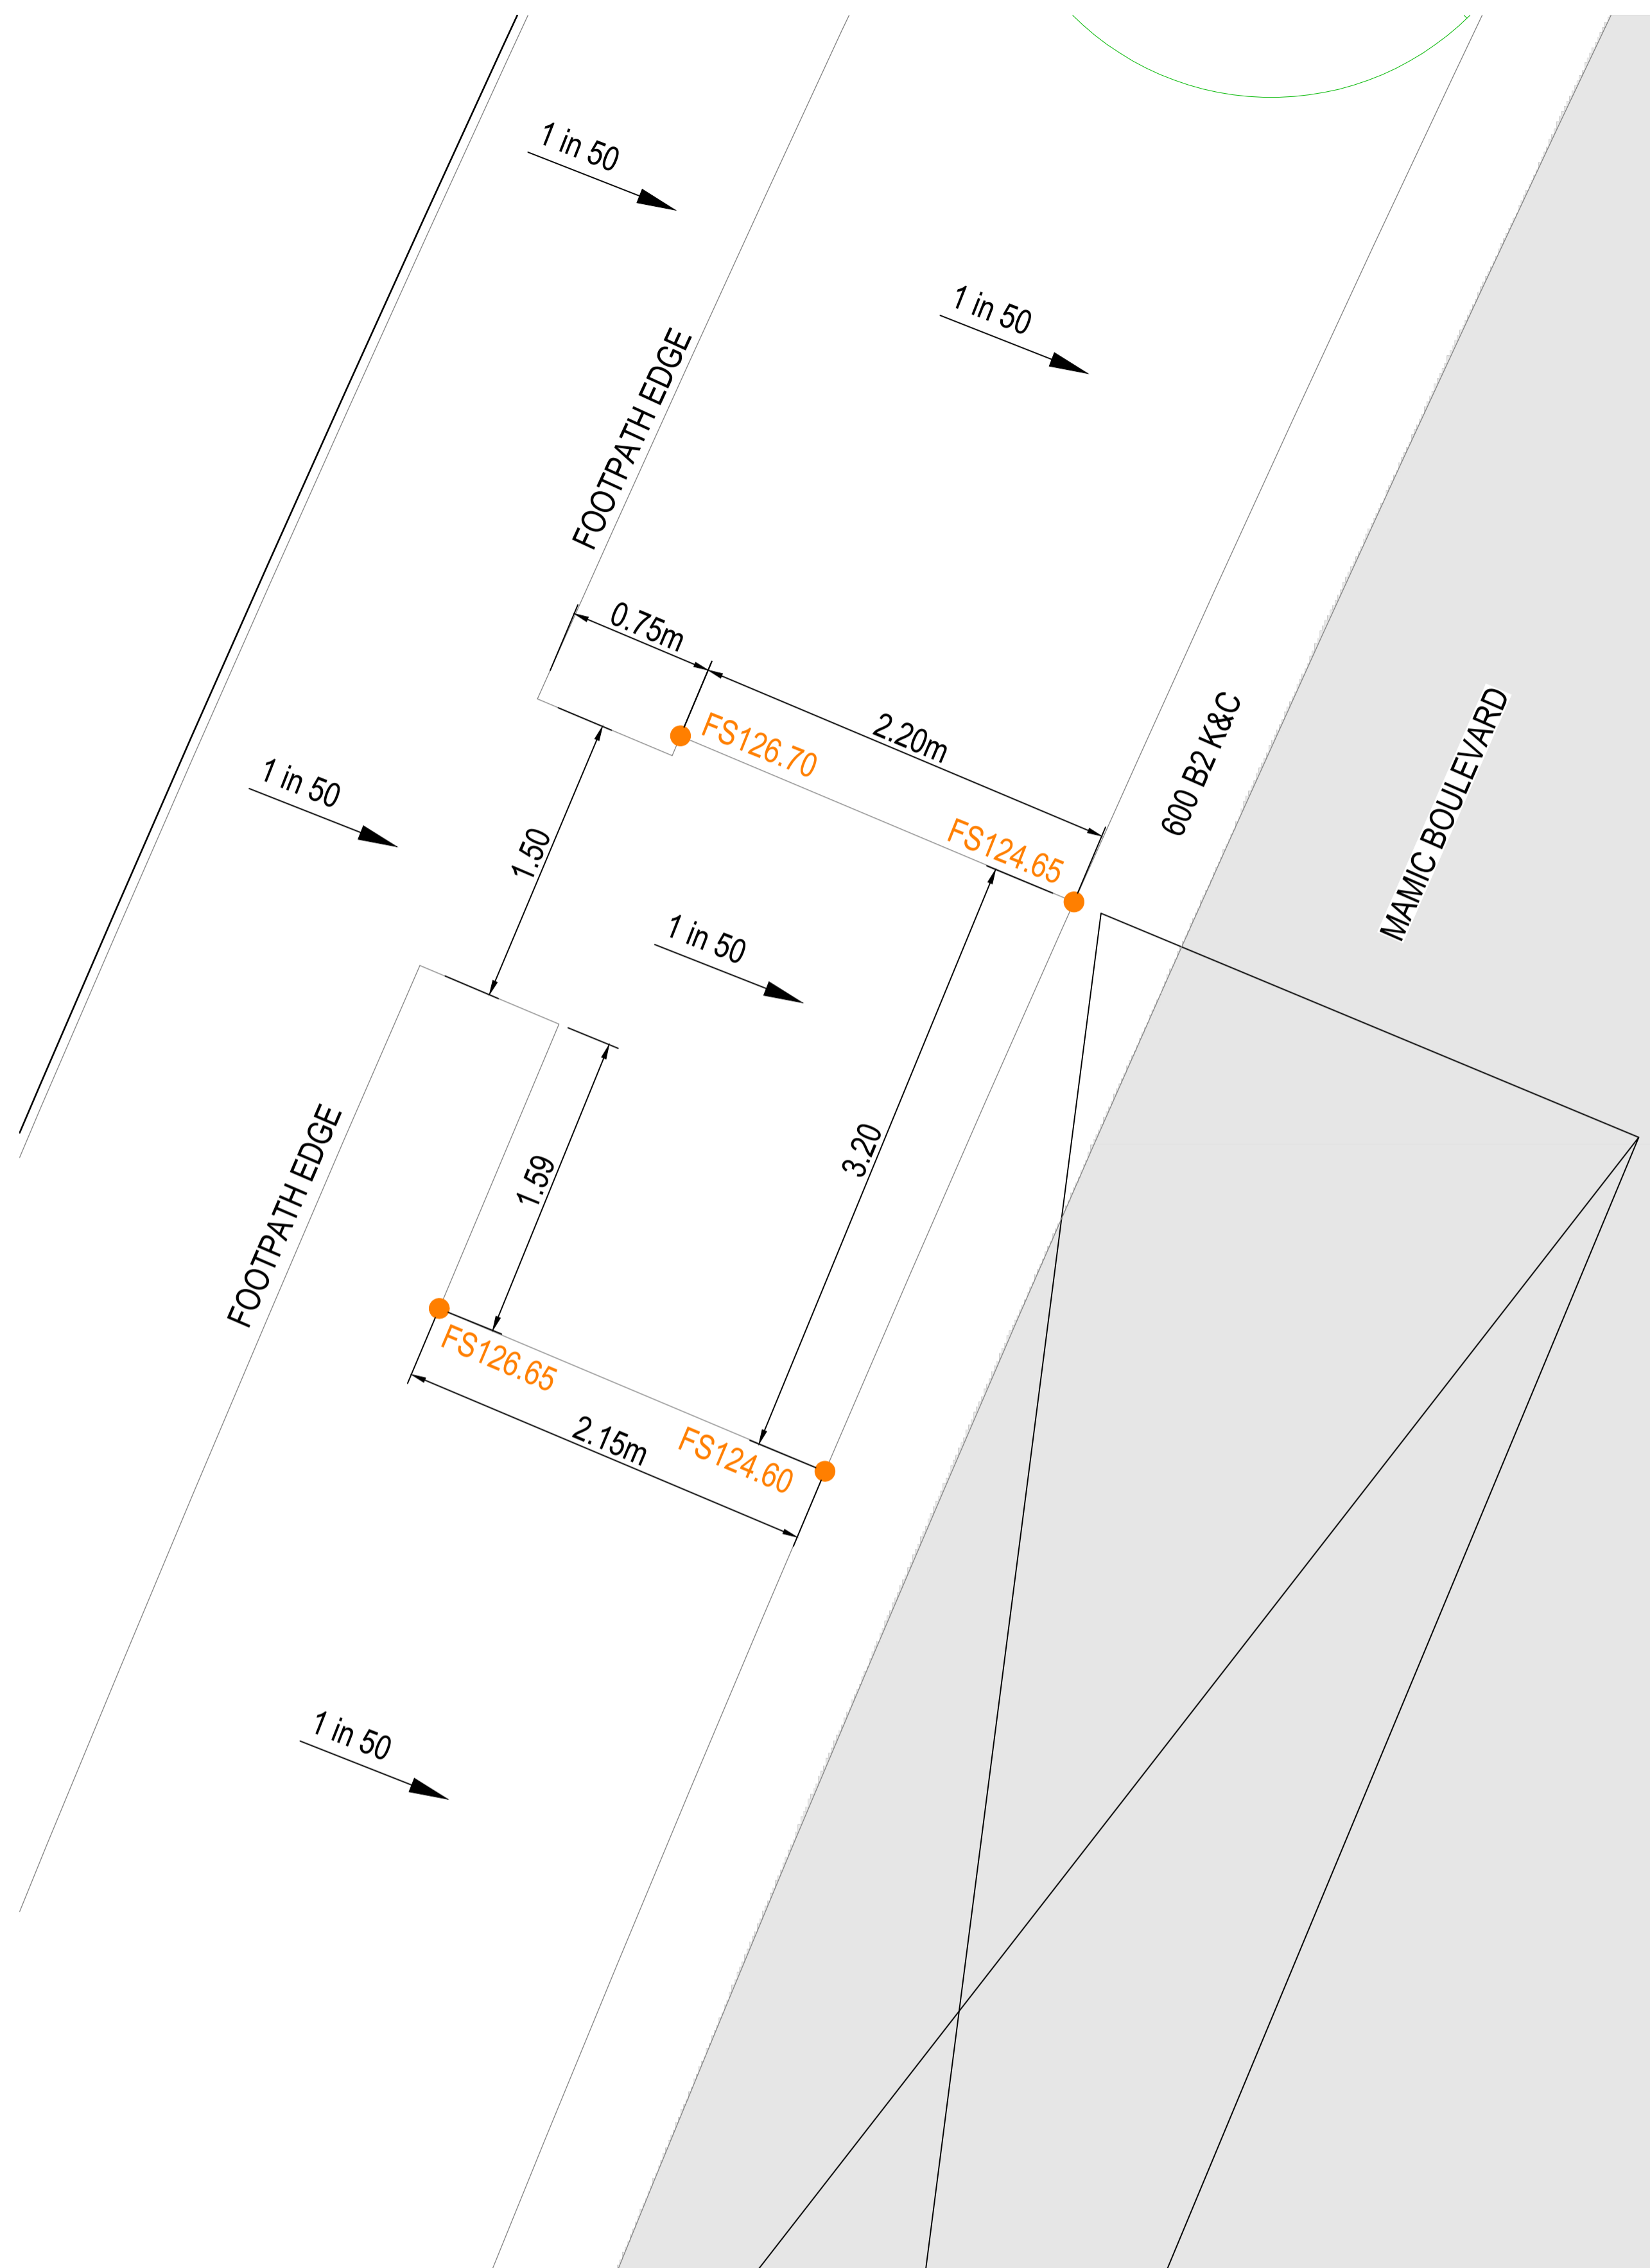 1 in 50
1 in 50
FOOTPATH EDGE
0.75m
2.20m
FS126.70
600 B2 K&C
MAMIC BOULEVARD
1 in 50
1.50
FS124.65
1 in 50
3.20
1.59
FOOTPATH EDGE
FS126.65
2.15m
FS124.60
1 in 50